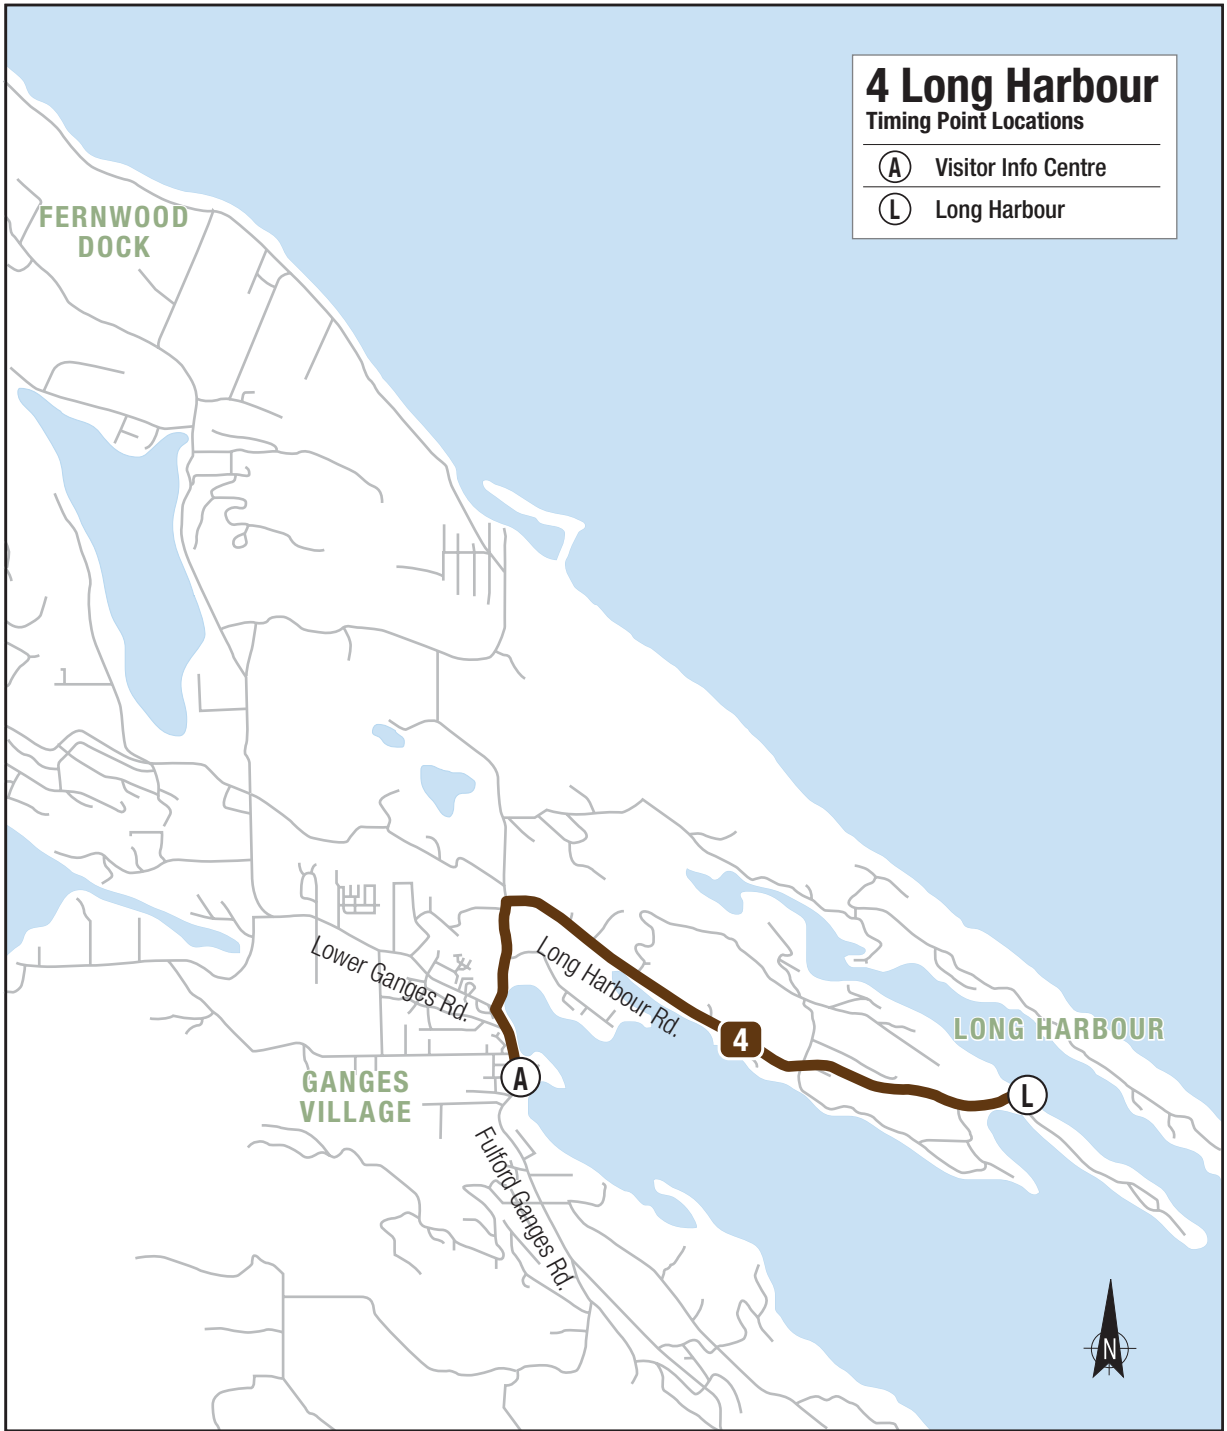 4 Long Harbour
Timing Point Locations
A Visitor Info Centre
L Long Harbour
FERNWOOD
DOCK
Lower Ganges Rd.
Long Harbour Rd.
4
LONG HARBOUR
GANGES
VILLAGE
A
L
Fulford Ganges Rd.
N